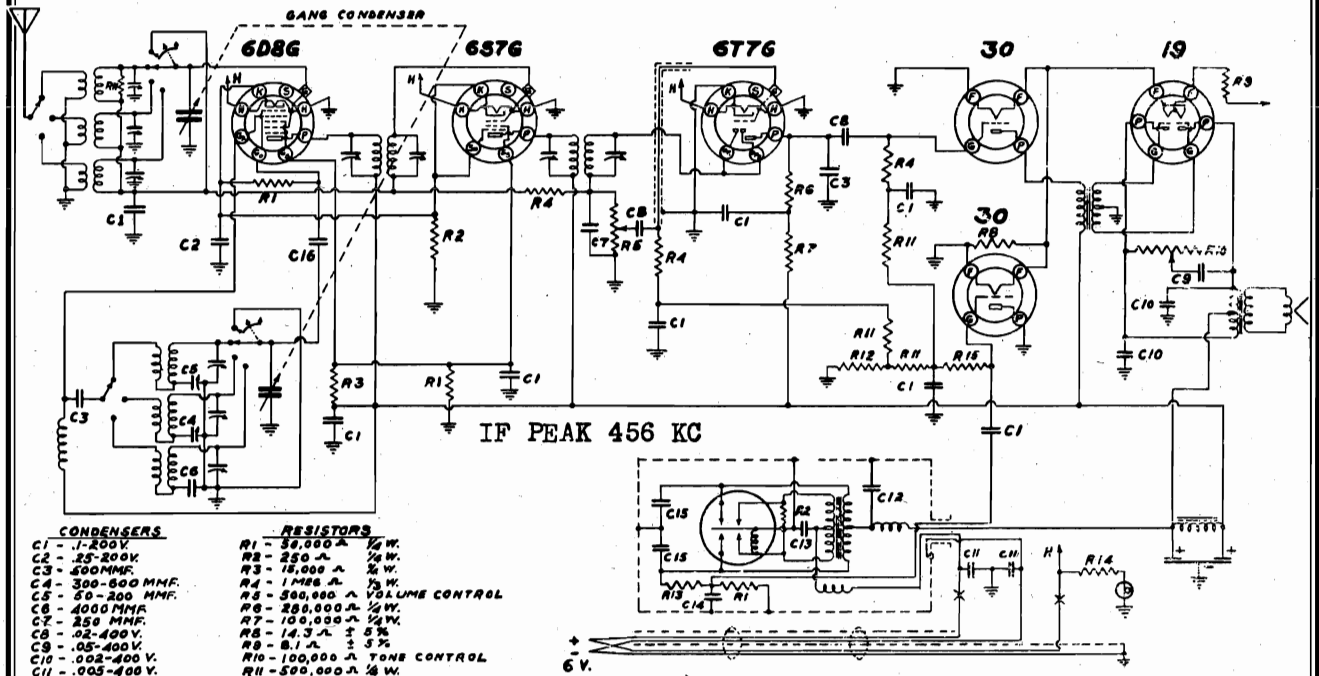 GANG CONDENSER
6D8G
6S7G
6T7G
30
19
H
K
S
G
H
H
P
R1
C1
C2
C16
H
K
S
G
H
H
P
R2
R4
C7
R5
C8
H
K
S
G
H
H
P
C1
R4
R6
R7
C8
C3
R4
C1
R11
F
F
G
P
30
R8
F
F
G
P
F
F
P
P
G
G
R9
R10
C9
C10
C10
C3
C5
C4
C6
R3
C1
R1
C1
C1
R11
R12
R11
R15
C1
C1
IF PEAK 456 KC
C15
C15
R2
C13
C12
R13
C14
R1
C11
C11
H
R14
+
-
6 V.
+
+
CONDENSERS
C1 - .1-200V.
C2 - .25-200V.
C3 - 500MMF.
C4 - 300-600 MMF.
C5 - 50-200 MMF.
C6 - 4000 MMF.
C7 - 250 MMF.
C8 - .02-400V.
C9 - .05-400V.
C10 - .002-400 V.
C11 - .005-400V.
RESISTORS
R1 - 50,000 Ω ¼ W.
R2 - 250 Ω ¼ W.
R3 - 15,000 Ω
R4 - 1 MEG Ω ⅓ W.
R5 - 500,000 Ω VOLUME CONTROL
R6 - 250,000 Ω ¼ W.
R7 - 100,000 Ω ¼ W.
R8 - 14.3 Ω ± 5%
R9 - 8.1 Ω ± 5%
R10 - 100,000 Ω TONE CONTROL
R11 - 500,000 Ω ¼ W.